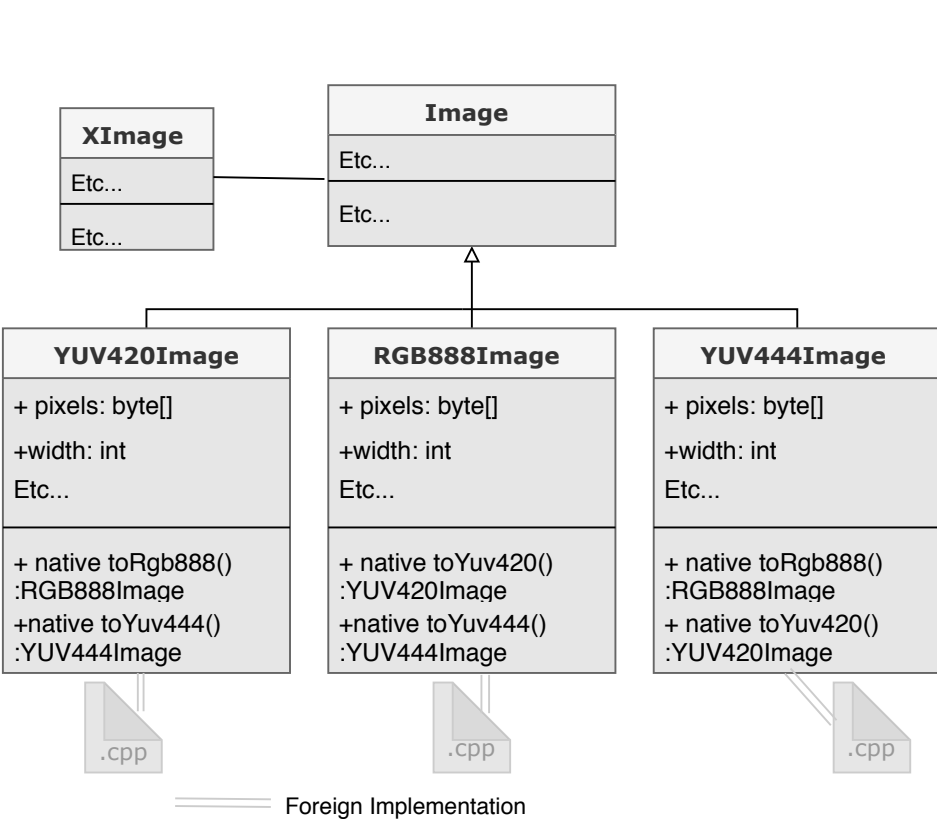 Image
XImage
Etc...
Etc...
Etc...
Etc...
YUV420Image
+ pixels: byte[]
+width: int
Etc...
+ native toRgb888()
:RGB888Image
+native toYuv444()
:YUV444Image
RGB888Image
+ pixels: byte[]
+width: int
Etc...
+ native toYuv420()
:YUV420Image
+native toYuv444()
:YUV444Image
YUV444Image
+ pixels: byte[]
+width: int
Etc...
+ native toRgb888()
:RGB888Image
+ native toYuv420()
:YUV420Image
.cpp
.cpp
.cpp
Foreign Implementation